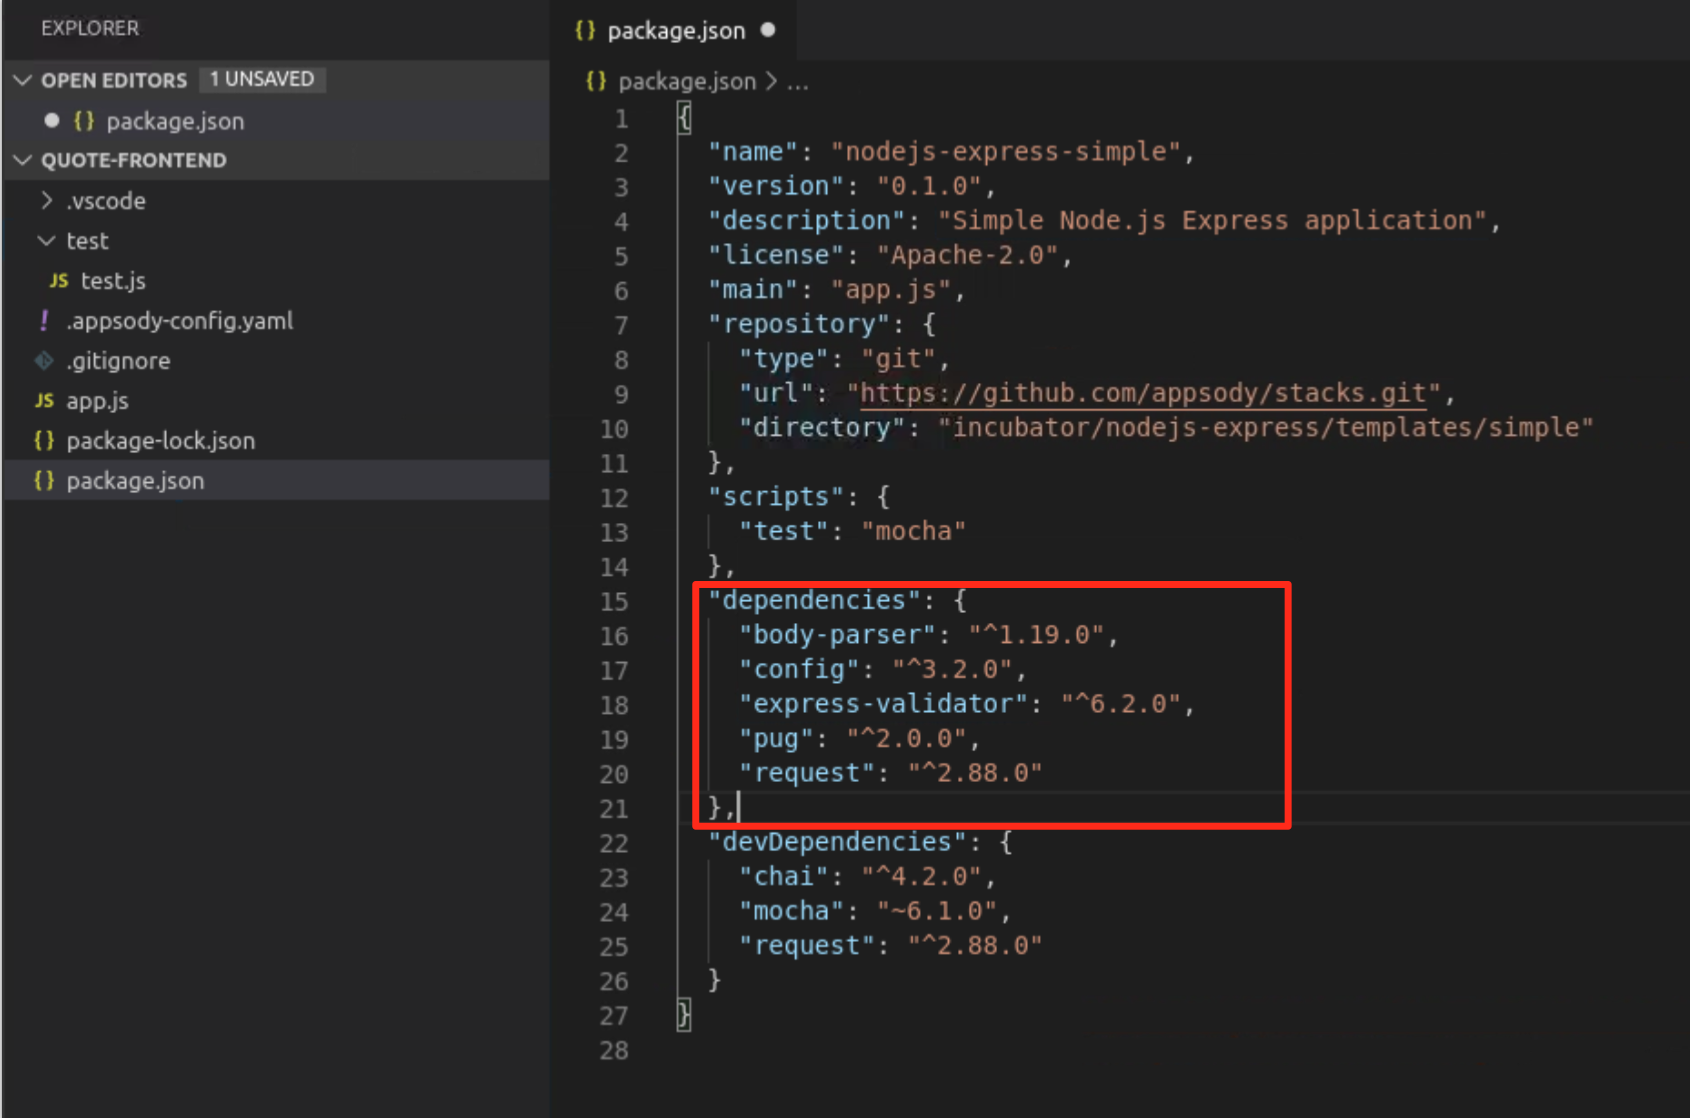 EXPLORER
OPEN EDITORS 1 UNSAVED
{} package.json
QUOTE-FRONTEND
.vscode
test
JS test.js
! .appsody-config.yaml
.gitignore
JS app.js
{} package-lock.json
{} package.json
{} package.json
{} package.json > ...
1 {
2 "name": "nodejs-express-simple",
3 "version": "0.1.0",
4 "description": "Simple Node.js Express application",
5 "license": "Apache-2.0",
6 "main": "app.js",
7 "repository": {
8 "type": "git",
9 "url": "https://github.com/appsody/stacks.git",
10 "directory": "incubator/nodejs-express/templates/simple"
11 },
12 "scripts": {
13 "test": "mocha"
14 },
15 "dependencies": {
16 "body-parser": "^1.19.0",
17 "config": "^3.2.0",
18 "express-validator": "^6.2.0",
19 "pug": "^2.0.0",
20 "request": "^2.88.0"
21 },
22 "devDependencies": {
23 "chai": "^4.2.0",
24 "mocha": "~6.1.0",
25 "request": "^2.88.0"
26 }
27 }
28